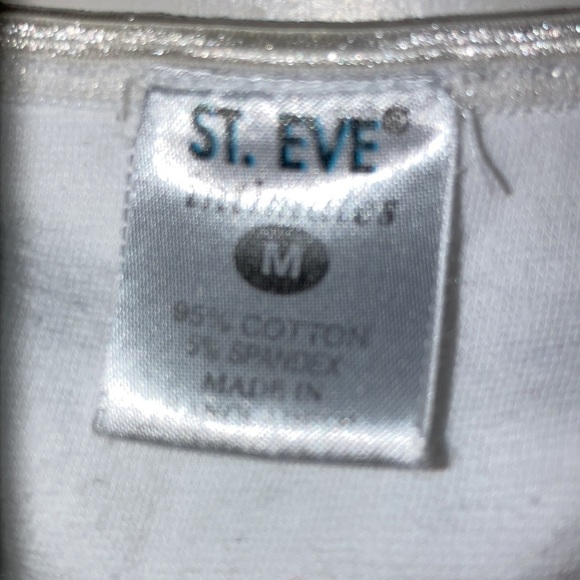 ST. EVE®
intimates
M
95% COTTON
5% SPANDEX
MADE IN